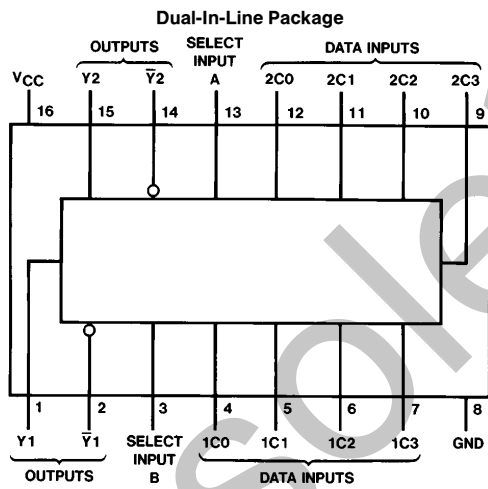 Dual-In-Line Package
OUTPUTS
SELECT INPUT A
DATA INPUTS
VCC Y2 Y̅2 2C0 2C1 2C2 2C3
16 15 14 13 12 11 10 9
1 2 3 4 5 6 7 8
Y1 Y̅1 SELECT INPUT B 1C0 1C1 1C2 1C3 GND
OUTPUTS
DATA INPUTS